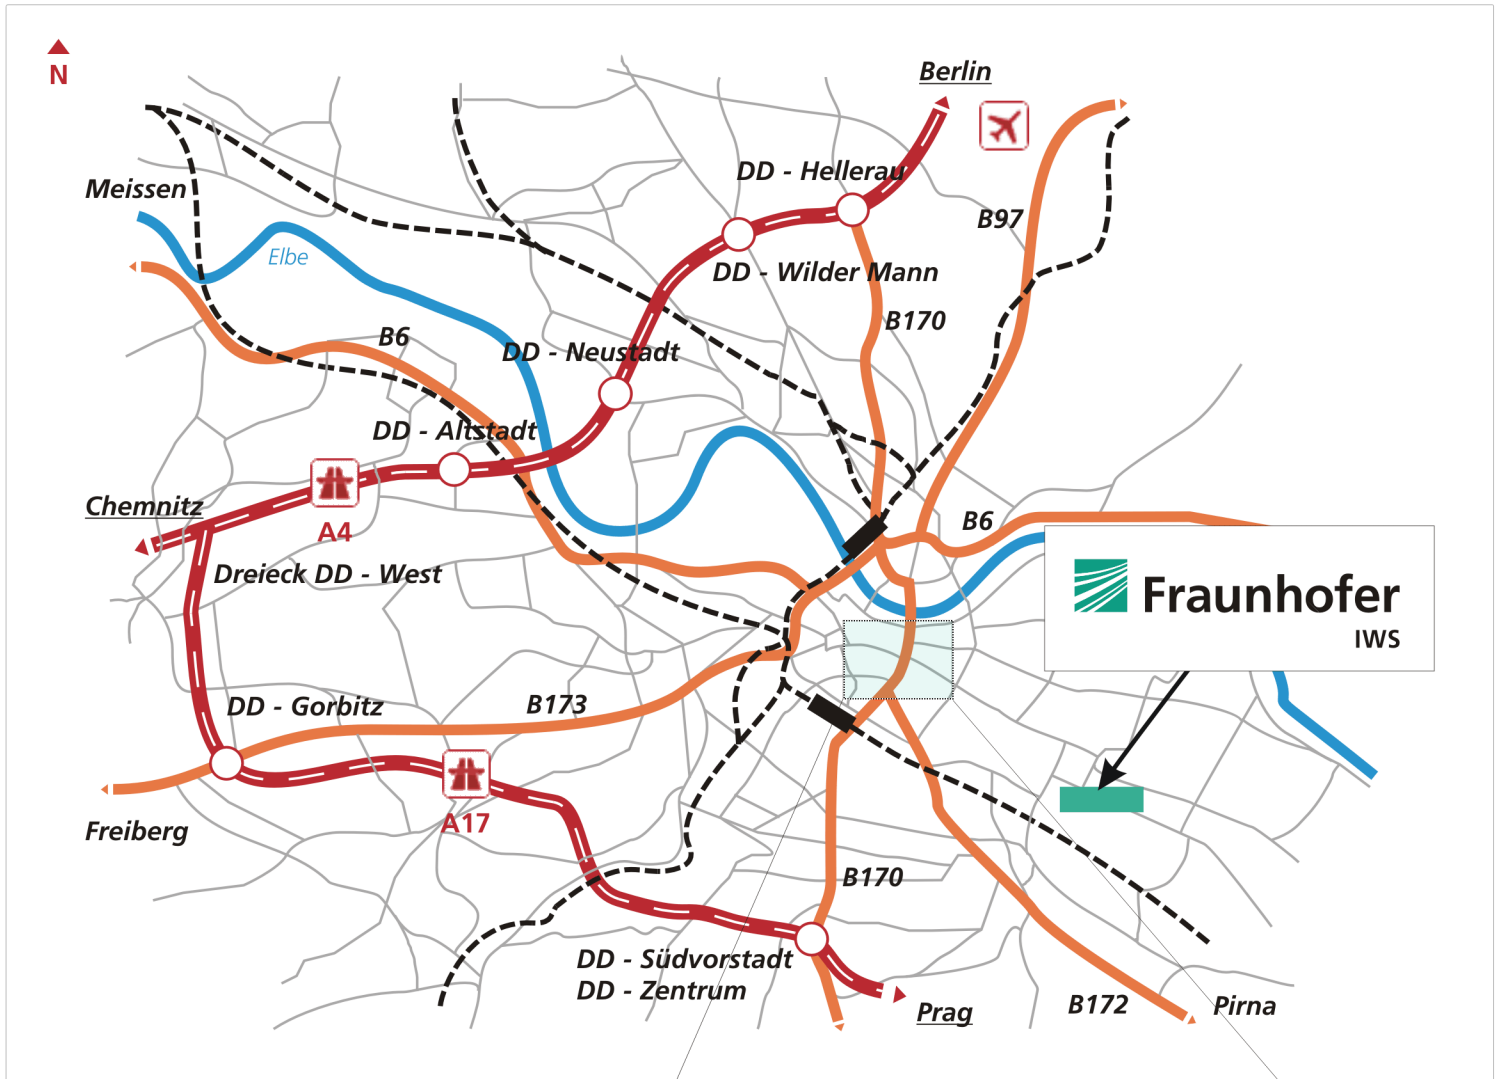 N
Berlin
DD - Hellerau
Meissen
B97
Elbe
DD - Wilder Mann
B170
B6
DD - Neustadt
DD - Altstadt
Chemnitz
A4
B6
Dreieck DD - West
Fraunhofer
IWS
DD - Gorbitz
B173
A17
Freiberg
B170
DD - Südvorstadt
DD - Zentrum
Prag
B172
Pirna